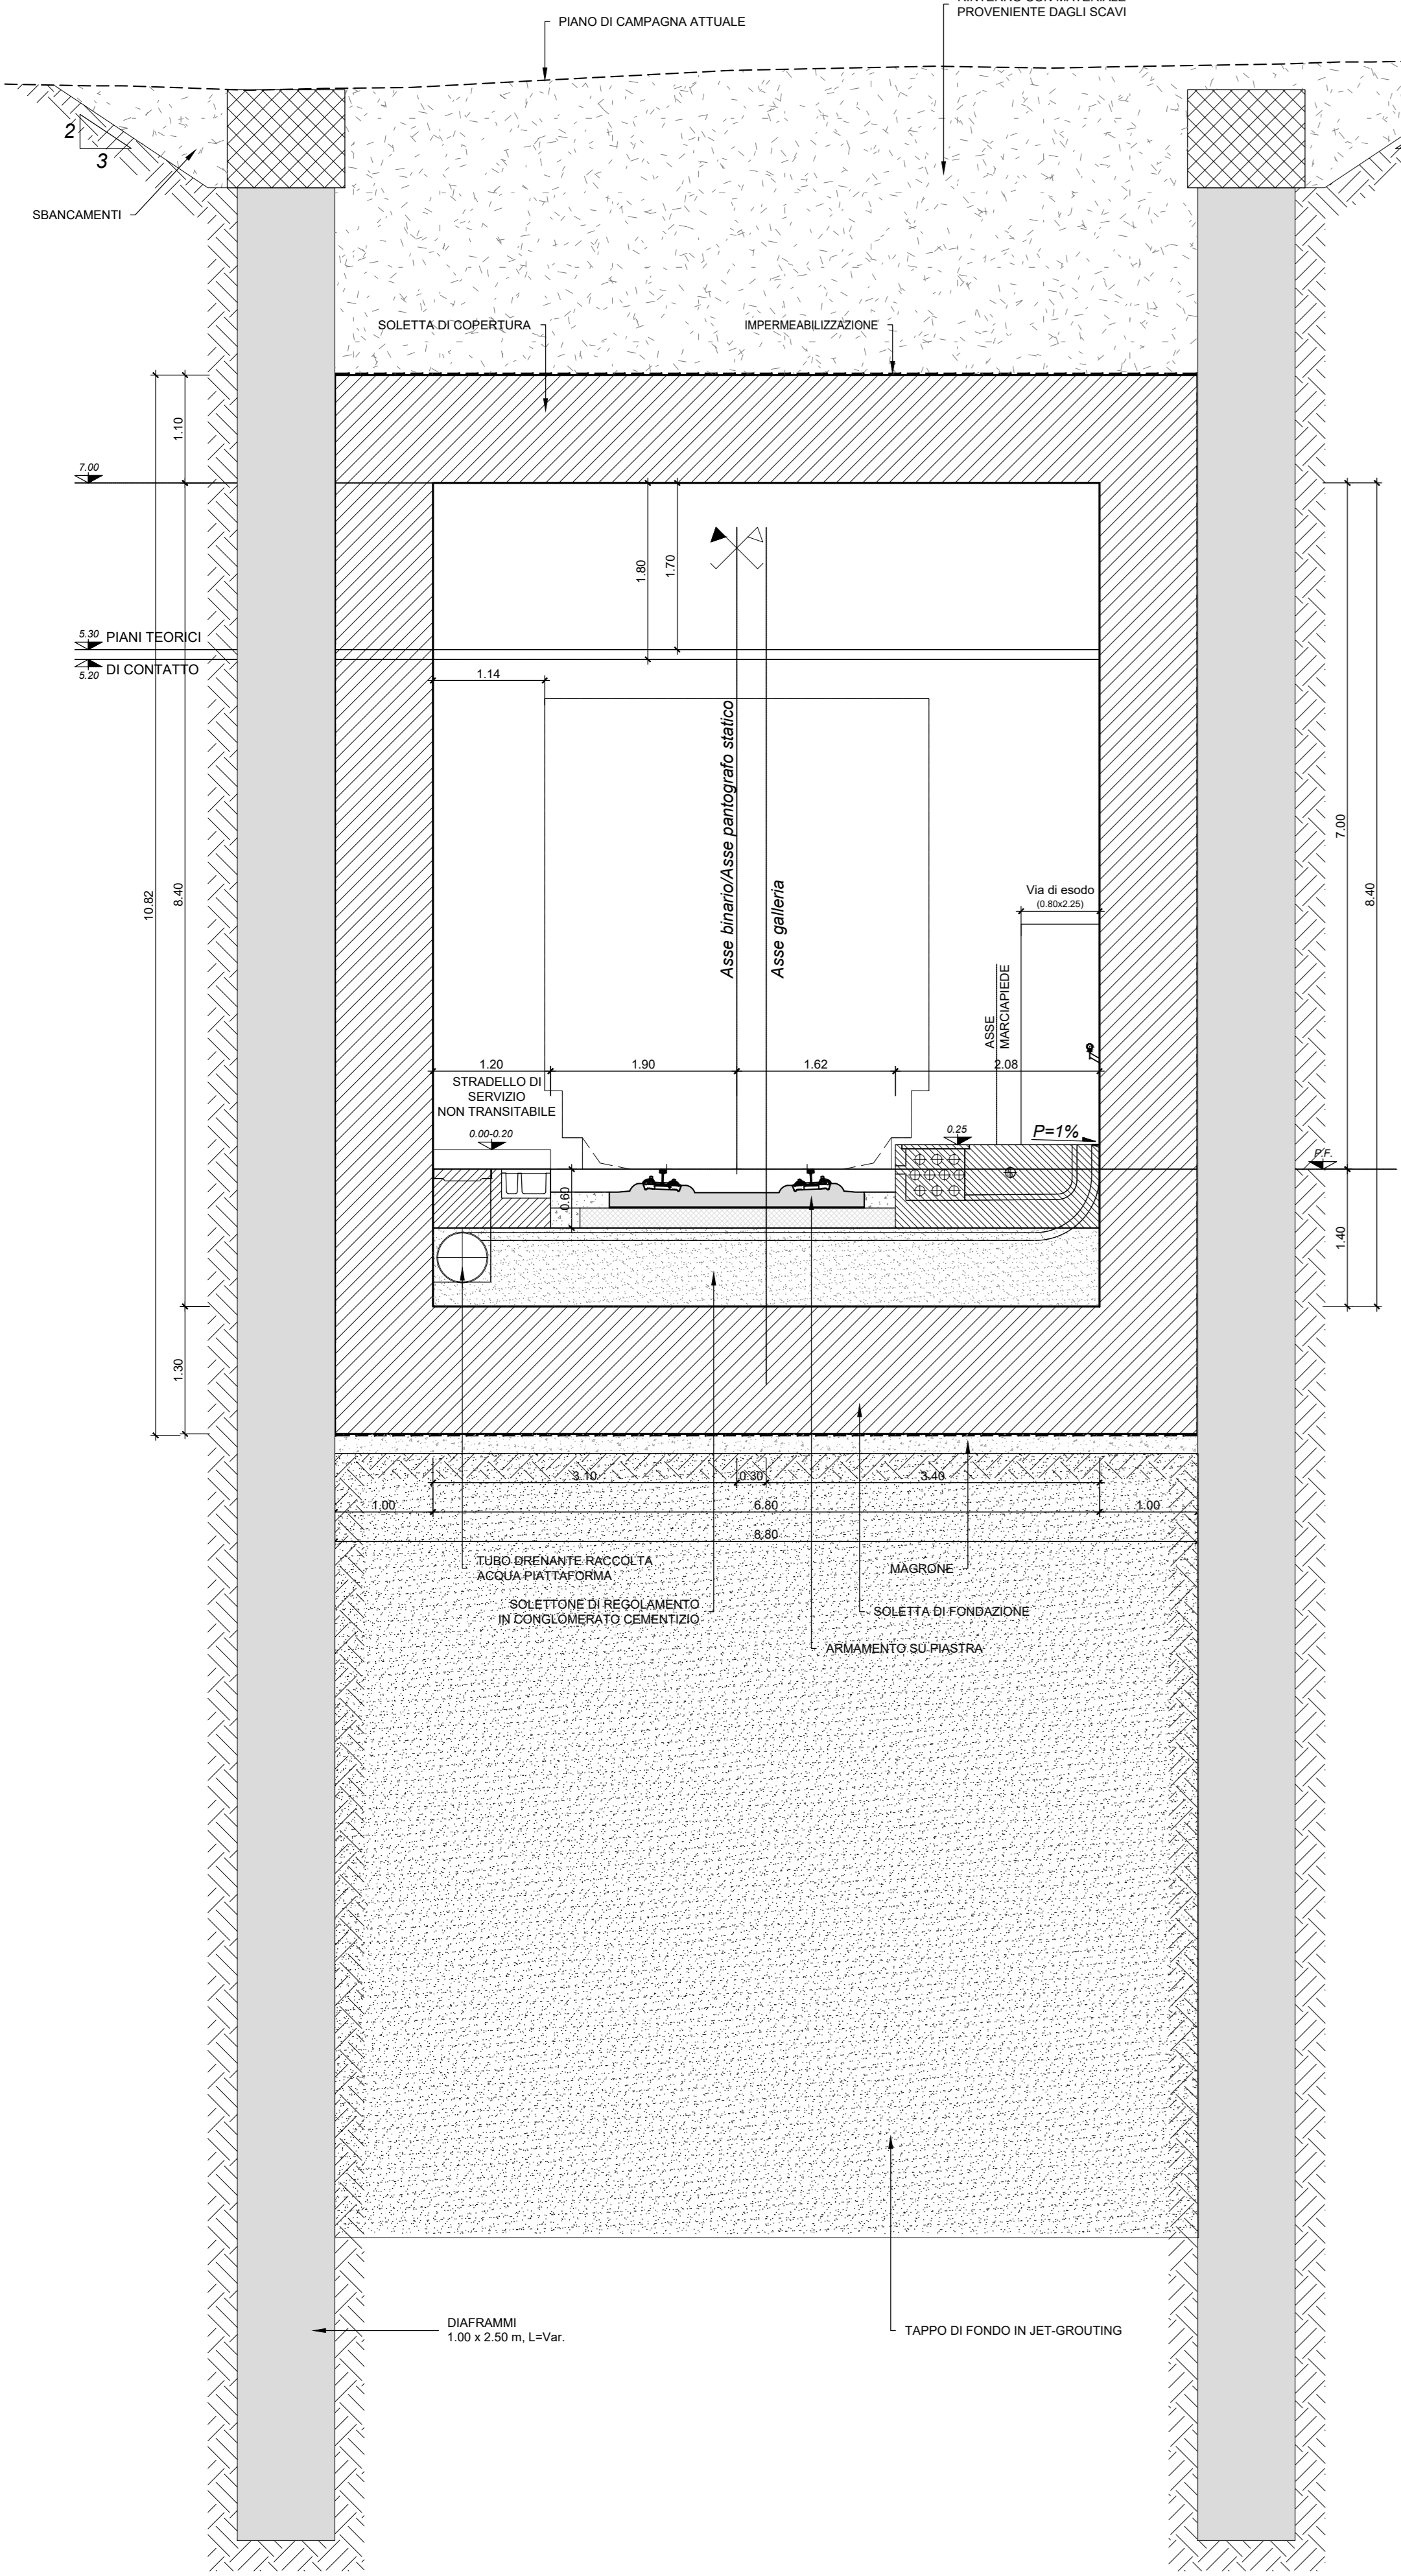 PIANO DI CAMPAGNA ATTUALE
PROVENIENTE DAGLI SCAVI
2
3
SBANCAMENTI
SOLETTA DI COPERTURA
IMPERMEABILIZZAZIONE
1.10
7.00
1.80
1.70
5.30 PIANI TEORICI
5.20 DI CONTATTO
1.14
Asse binario/Asse pantografo statico
Asse galleria
10.82
8.40
7.00
8.40
Via di esodo
(0.80x2.25)
ASSE
MARCIAPIEDE
1.20
1.90
1.62
2.08
STRADELLO DI
SERVIZIO
NON TRANSITABILE
0.00-0.20
0.25
P=1%
P.F.
0.60
1.40
1.30
3.10
0.30
3.40
1.00
6.80
1.00
8.80
TUBO DRENANTE RACCOLTA
ACQUA PIATTAFORMA
MAGRONE
SOLETTONE DI REGOLAMENTO
IN CONGLOMERATO CEMENTIZIO
SOLETTA DI FONDAZIONE
ARMAMENTO SU PIASTRA
DIAFRAMMI
1.00 x 2.50 m, L=Var.
TAPPO DI FONDO IN JET-GROUTING